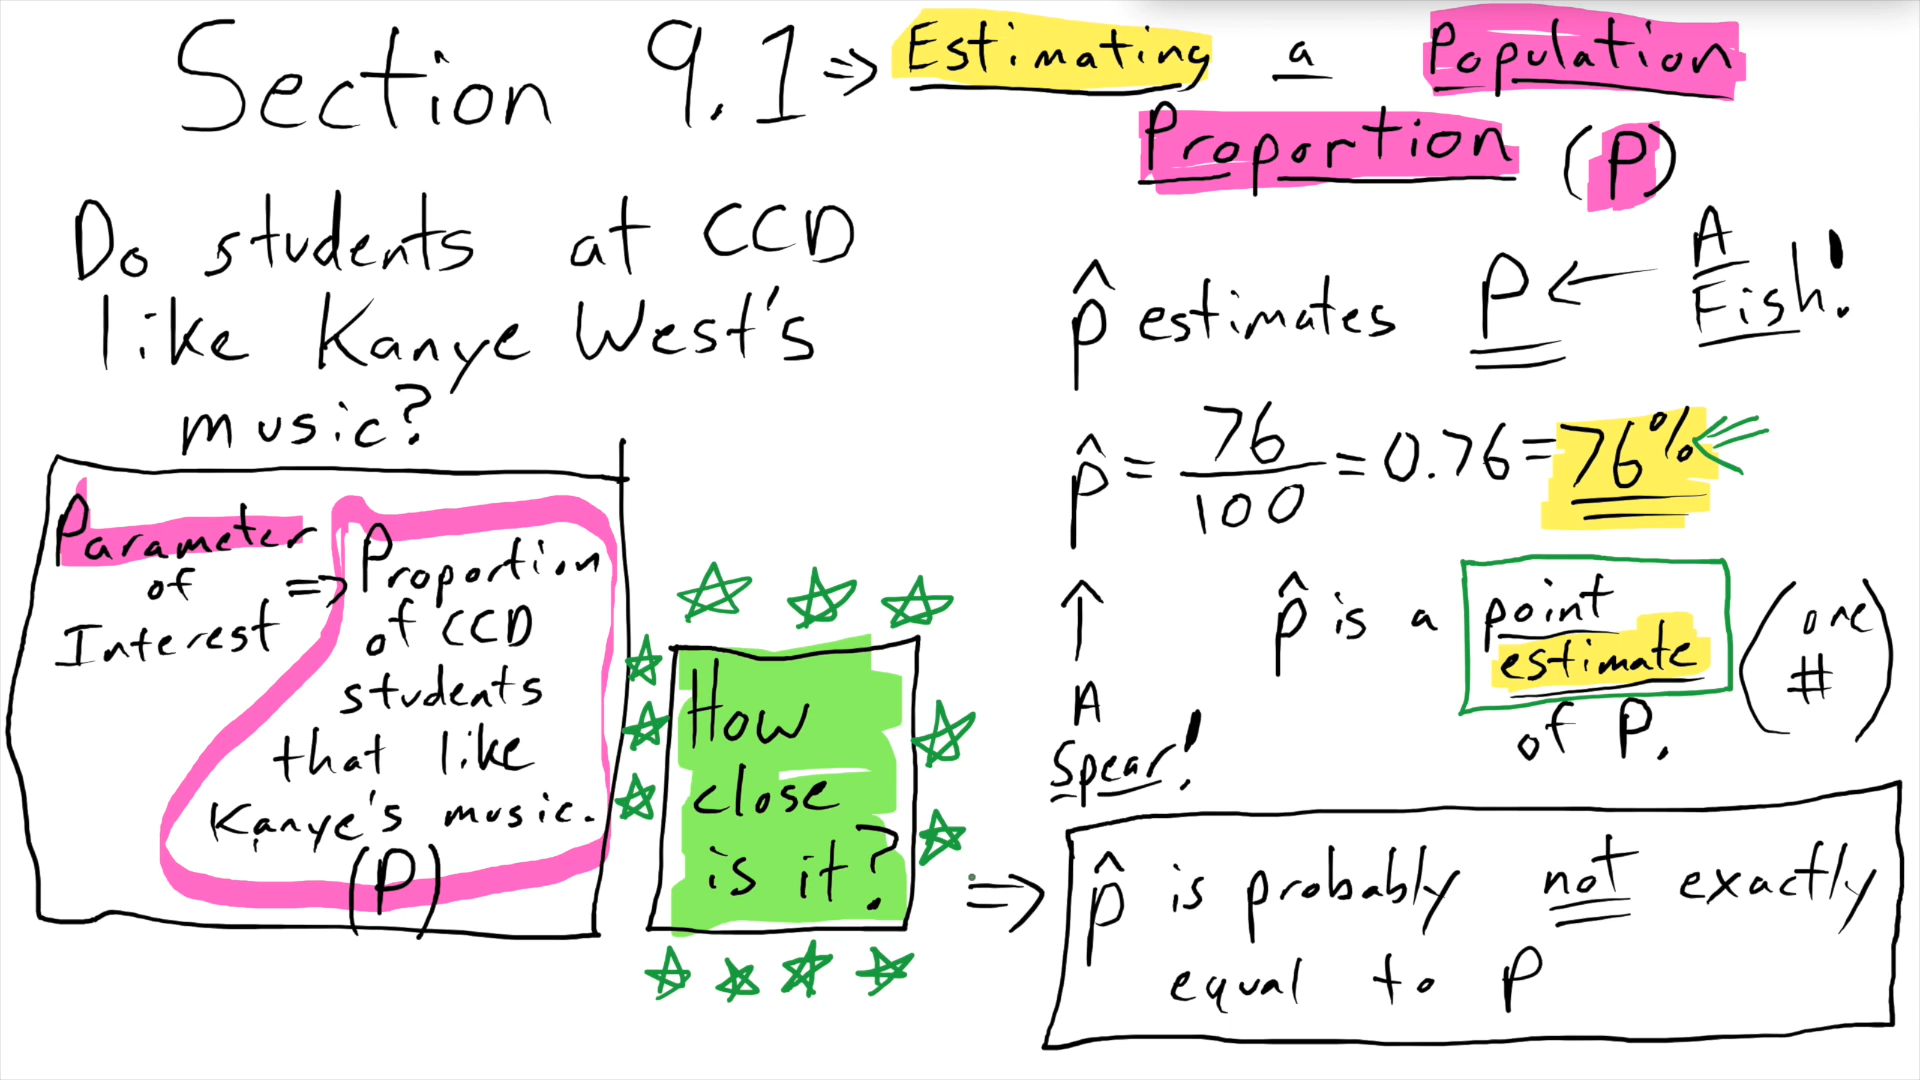 Section 9.1 ⇒ Estimating a Population
Proportion (P)
Do students at CCD
like Kanye West's
music?
Parameter
of
Interest
⇒ Proportion
of CCD
students
that like
Kanye's music.
(P)
How
close
is it?
p̂ estimates P ← A
Fish!
p̂ = 76/100 = 0.76 = 76%
↑
A
Spear!
p̂ is a point
estimate
of P.
(one
#)
⇒ p̂ is probably not exactly
equal to P